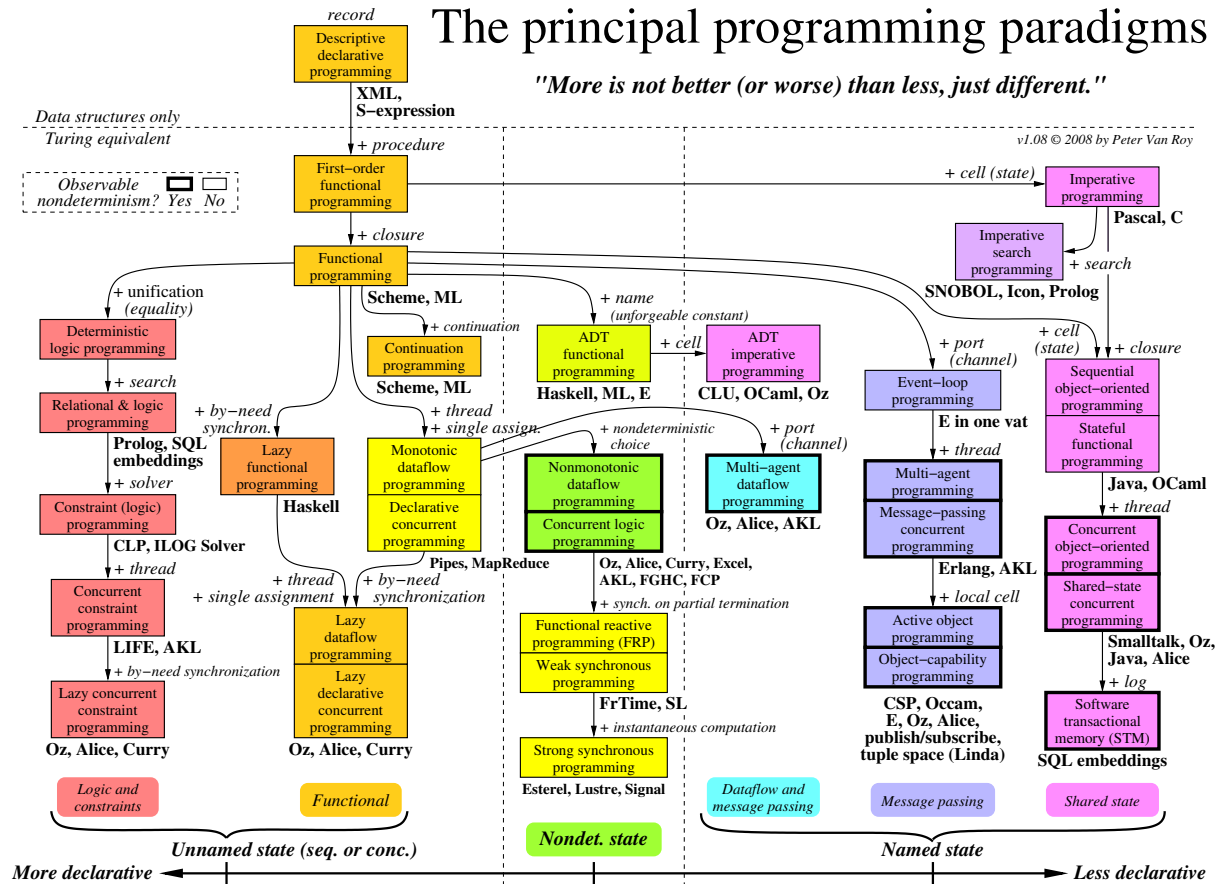 The principal programming paradigms
"More is not better (or worse) than less, just different."
record
Descriptive
declarative
programming
XML,
S−expression
Data structures only
Turing equivalent
v1.08 © 2008 by Peter Van Roy
+ procedure
Observable
nondeterminism? Yes No
First−order
functional
programming
+ cell (state)
Imperative
programming
Pascal, C
+ closure
Functional
programming
Imperative
search
programming
+ search
SNOBOL, Icon, Prolog
+ unification
(equality)
Scheme, ML
+ continuation
Continuation
programming
Scheme, ML
+ name
(unforgeable constant)
ADT
functional
programming
Haskell, ML, E
+ cell
ADT
imperative
programming
CLU, OCaml, Oz
+ port
(channel)
Event−loop
programming
E in one vat
+ cell
(state)
+ closure
Sequential
object−oriented
programming
Stateful
functional
programming
Java, OCaml
Deterministic
logic programming
+ search
Relational & logic
programming
Prolog, SQL
embeddings
+ solver
Constraint (logic)
programming
CLP, ILOG Solver
+ thread
Concurrent
constraint
programming
LIFE, AKL
+ by−need synchronization
Lazy concurrent
constraint
programming
Oz, Alice, Curry
+ by−need
synchron.
Lazy
functional
programming
Haskell
+ thread
+ single assign.
Monotonic
dataflow
programming
Declarative
concurrent
programming
Pipes, MapReduce
+ thread
+ single assignment
+ by−need
synchronization
Lazy
dataflow
programming
Lazy
declarative
concurrent
programming
Oz, Alice, Curry
+ nondeterministic
choice
Nonmonotonic
dataflow
programming
Concurrent logic
programming
Oz, Alice, Curry, Excel,
AKL, FGHC, FCP
+ synch. on partial termination
Functional reactive
programming (FRP)
Weak synchronous
programming
FrTime, SL
+ instantaneous computation
Strong synchronous
programming
Esterel, Lustre, Signal
+ port
(channel)
Multi−agent
dataflow
programming
Oz, Alice, AKL
+ thread
Multi−agent
programming
Message−passing
concurrent
programming
Erlang, AKL
+ local cell
Active object
programming
Object−capability
programming
CSP, Occam,
E, Oz, Alice,
publish/subscribe,
tuple space (Linda)
+ thread
Concurrent
object−oriented
programming
Shared−state
concurrent
programming
Smalltalk, Oz,
Java, Alice
+ log
Software
transactional
memory (STM)
SQL embeddings
Logic and
constraints
Functional
Dataflow and
message passing
Message passing
Shared state
Unnamed state (seq. or conc.)
Nondet. state
Named state
More declarative
Less declarative